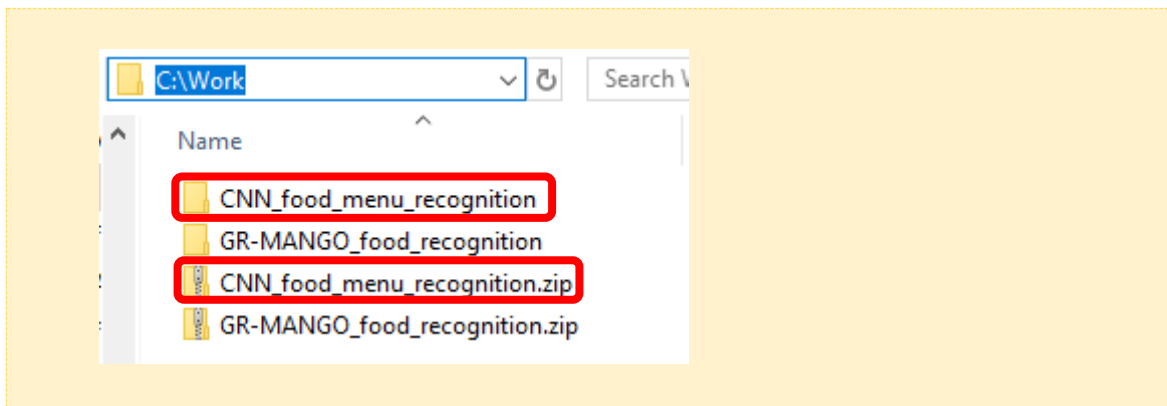 C:\Work Search
Name
CNN_food_menu_recognition
GR-MANGO_food_recognition
CNN_food_menu_recognition.zip
GR-MANGO_food_recognition.zip